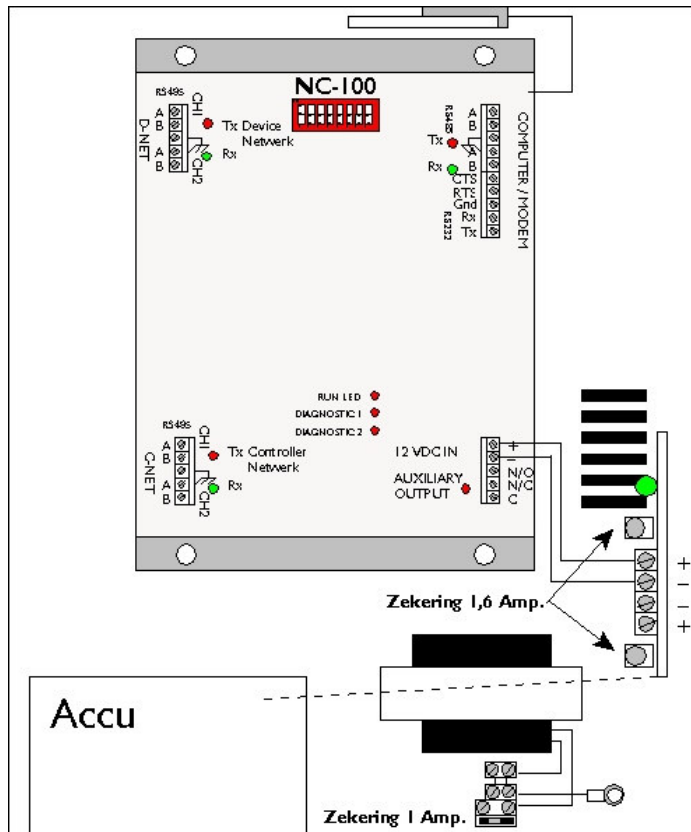 NC-100
RS485
A
B
A
B
D-NET
CH1
CH2
Tx Device
Netwerk
Rx
RS485
A
B
Tx
A
Rx
B
CTS
RTS
Gnd
Rx
Tx
RS232
COMPUTER / MODEM
RUN LED
DIAGNOSTIC 1
DIAGNOSTIC 2
RS485
A
B
A
B
C-NET
CH1
CH2
Tx Controller
Netwerk
Rx
12 VDC IN
+
-
AUXILIARY
OUTPUT
N/O
N/C
C
+
-
-
+
Zekering 1,6 Amp.
Accu
Zekering 1 Amp.